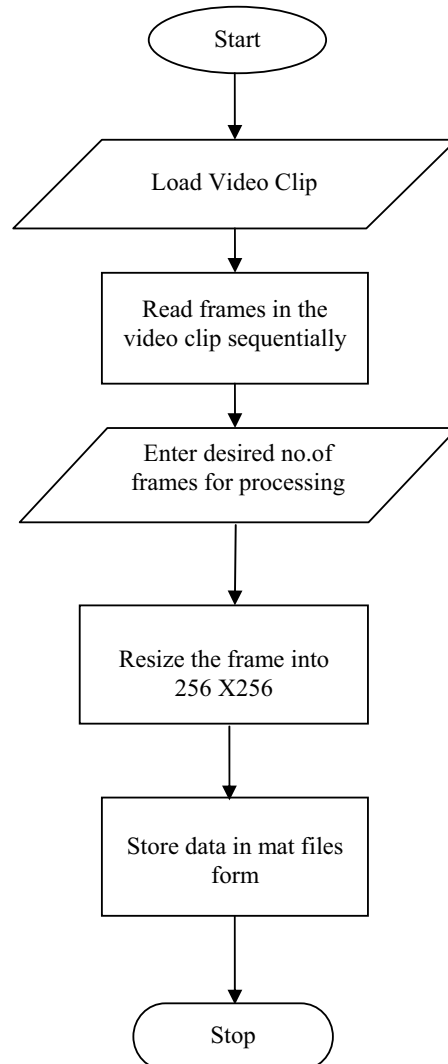 Start
Load Video Clip
Read frames in the
video clip sequentially
Enter desired no.of
frames for processing
Resize the frame into
256 X256
Store data in mat files
form
Stop